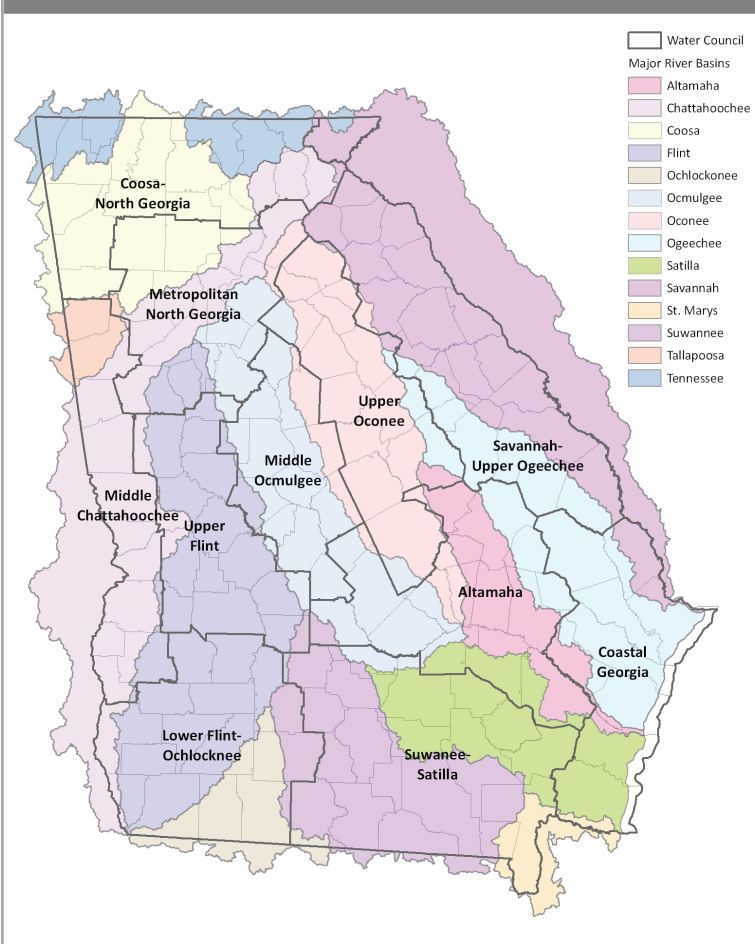 Water Council
Major River Basins
Altamaha
Chattahoochee
Coosa
Flint
Ochlockonee
Ocmulgee
Oconee
Ogeechee
Satilla
Savannah
St. Marys
Suwannee
Tallapoosa
Tennessee
Coosa-
North Georgia
Metropolitan
North Georgia
Upper
Oconee
Savannah-
Upper Ogeechee
Middle
Ocmulgee
Middle
Chattahoochee
Upper
Flint
Altamaha
Coastal
Georgia
Lower Flint-
Ochlocknee
Suwanee-
Satilla